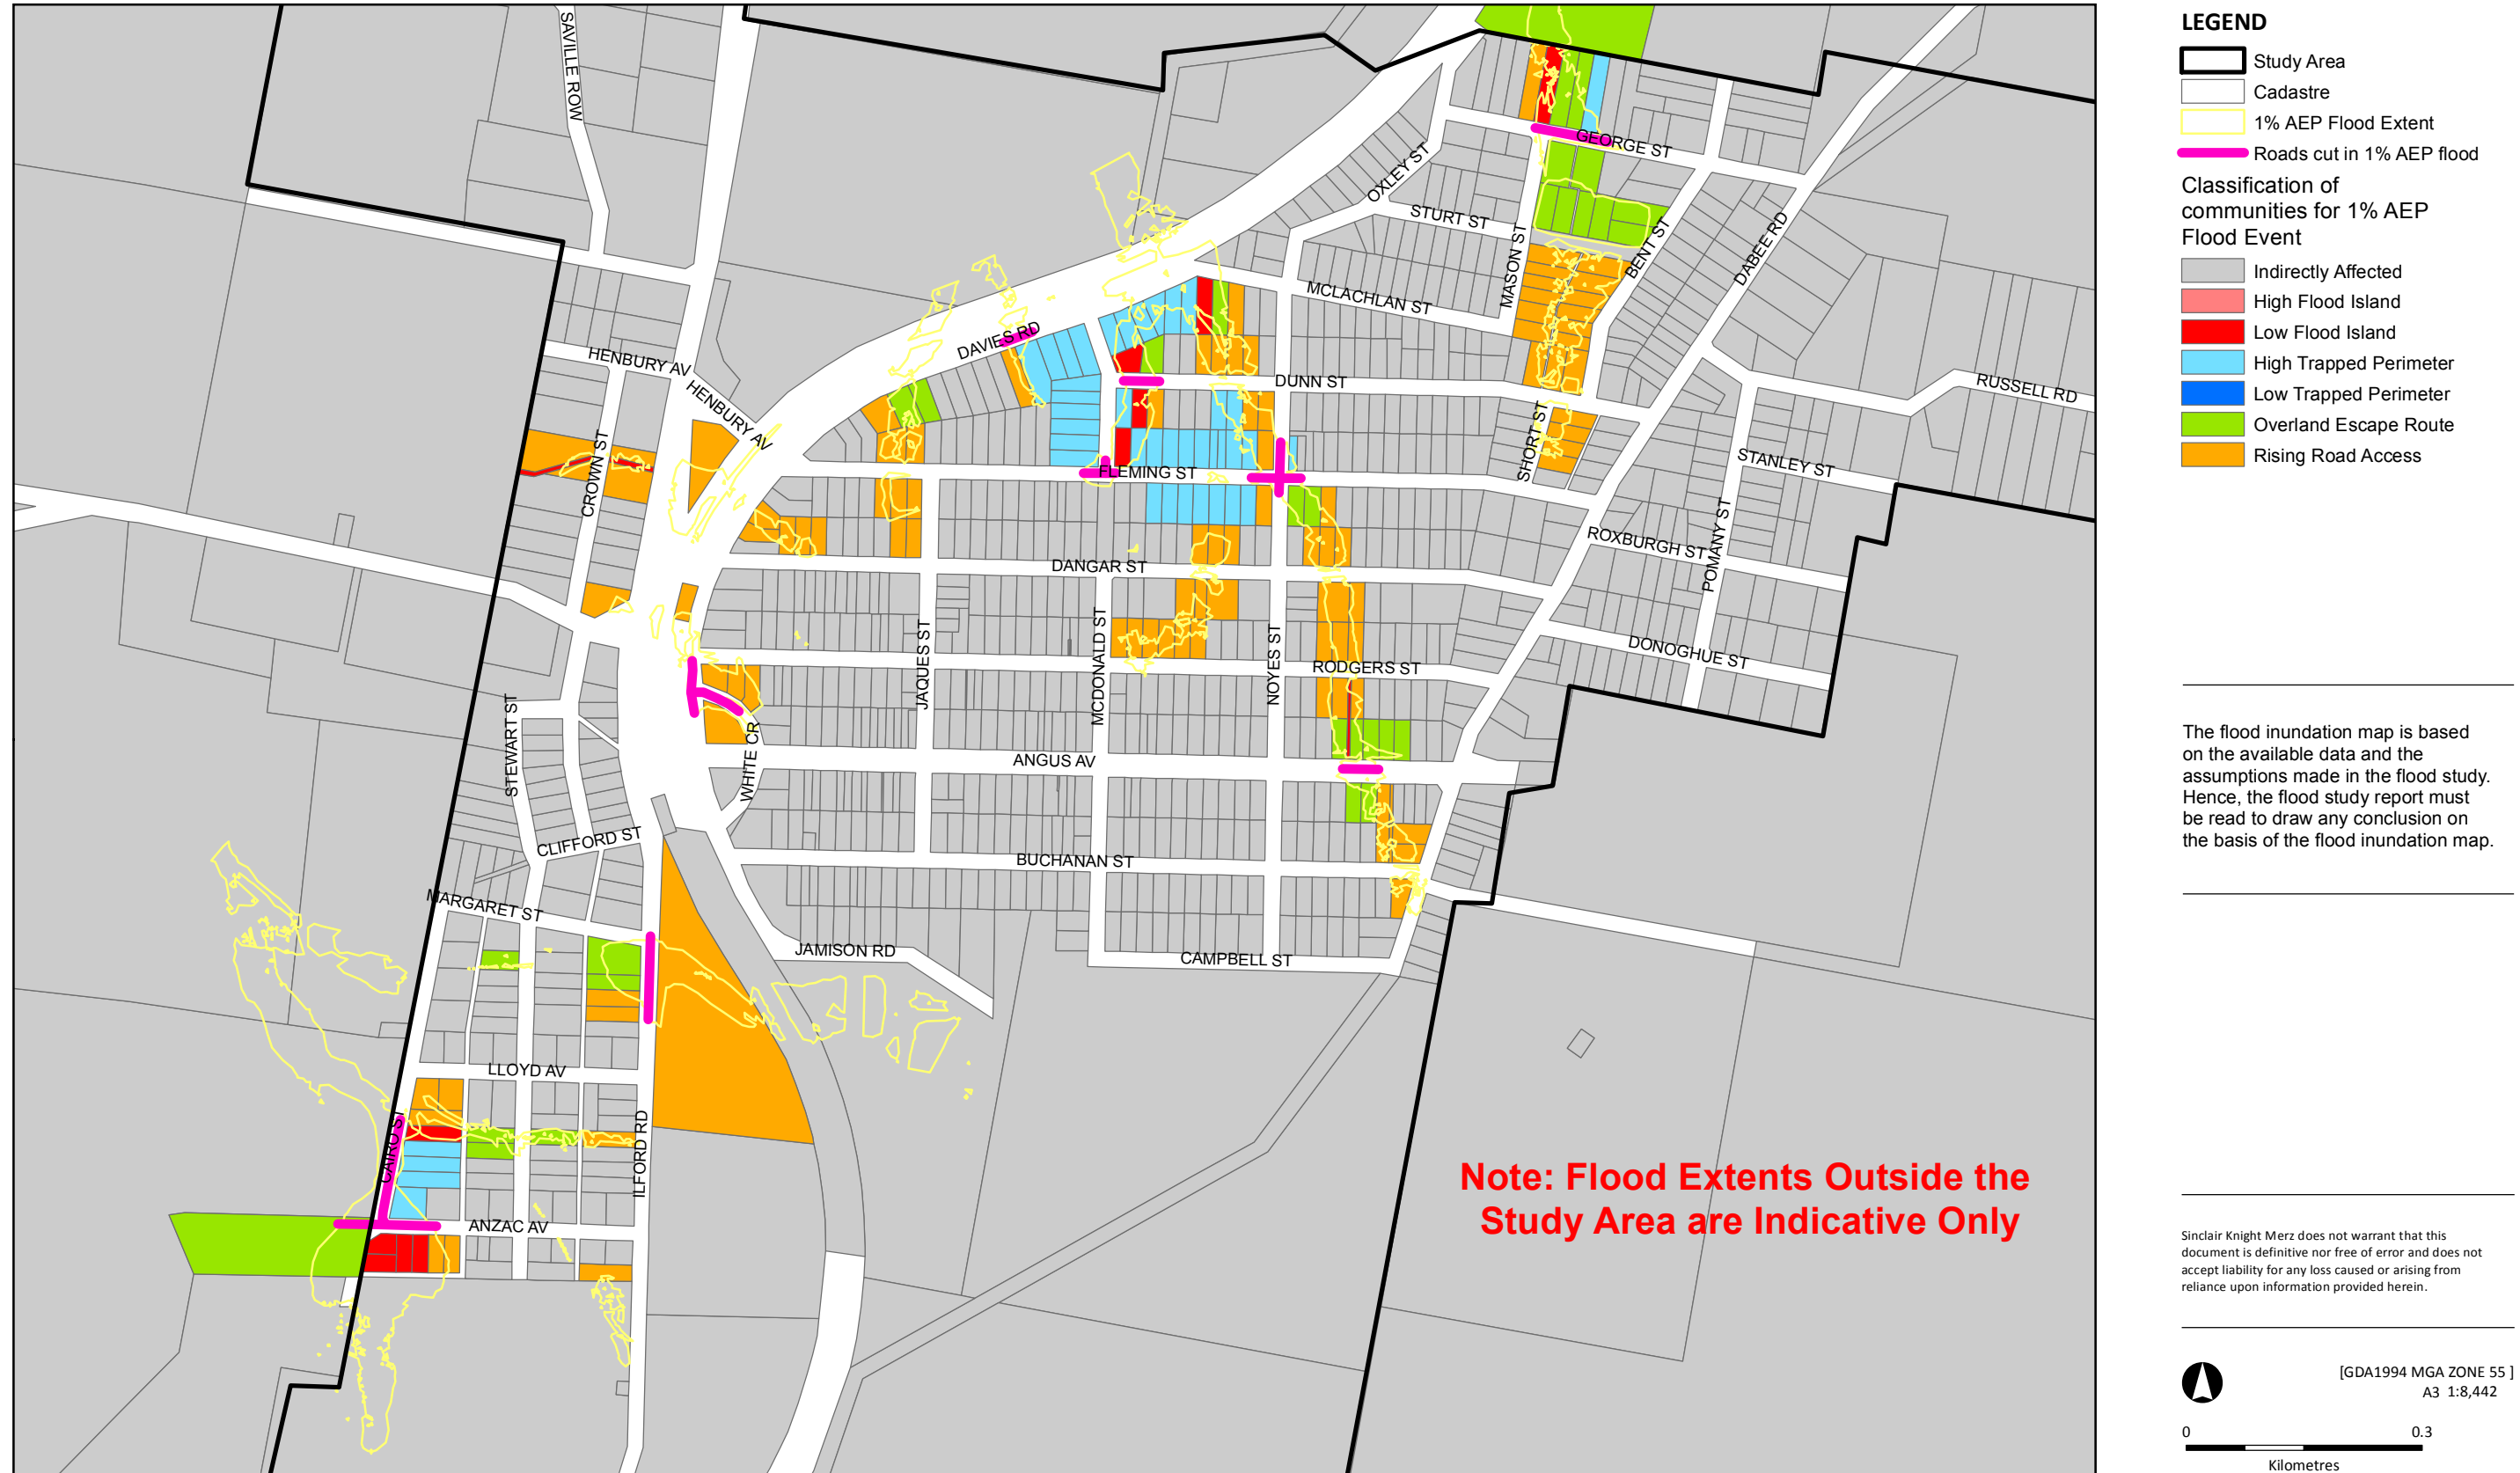 SAVILLE ROW
GEORGE ST
OXLEY ST
STURT ST
MASON ST
BENT ST
DABEE RD
MCLACHLAN ST
DAVIES RD
HENBURY AV
HENBURY AV
DUNN ST
RUSSELL RD
CROWN ST
FLEMING ST
SHORT ST
STANLEY ST
POMANY ST
ROXBURGH ST
DANGAR ST
JAQUES ST
MCDONALD ST
NOYES ST
RODGERS ST
DONOGHUE ST
STEWART ST
WHITE CR
ANGUS AV
CLIFFORD ST
BUCHANAN ST
MARGARET ST
JAMISON RD
CAMPBELL ST
LLOYD AV
CAIRO ST
ILFORD RD
ANZAC AV
Note: Flood Extents Outside the
Study Area are Indicative Only
LEGEND
Study Area
Cadastre
1% AEP Flood Extent
Roads cut in 1% AEP flood
Classification of
communities for 1% AEP
Flood Event
Indirectly Affected
High Flood Island
Low Flood Island
High Trapped Perimeter
Low Trapped Perimeter
Overland Escape Route
Rising Road Access
The flood inundation map is based
on the available data and the
assumptions made in the flood study.
Hence, the flood study report must
be read to draw any conclusion on
the basis of the flood inundation map.
Sinclair Knight Merz does not warrant that this
document is definitive nor free of error and does not
accept liability for any loss caused or arising from
reliance upon information provided herein.
[GDA1994 MGA ZONE 55 ]
A3 1:8,442
0 0.3
Kilometres